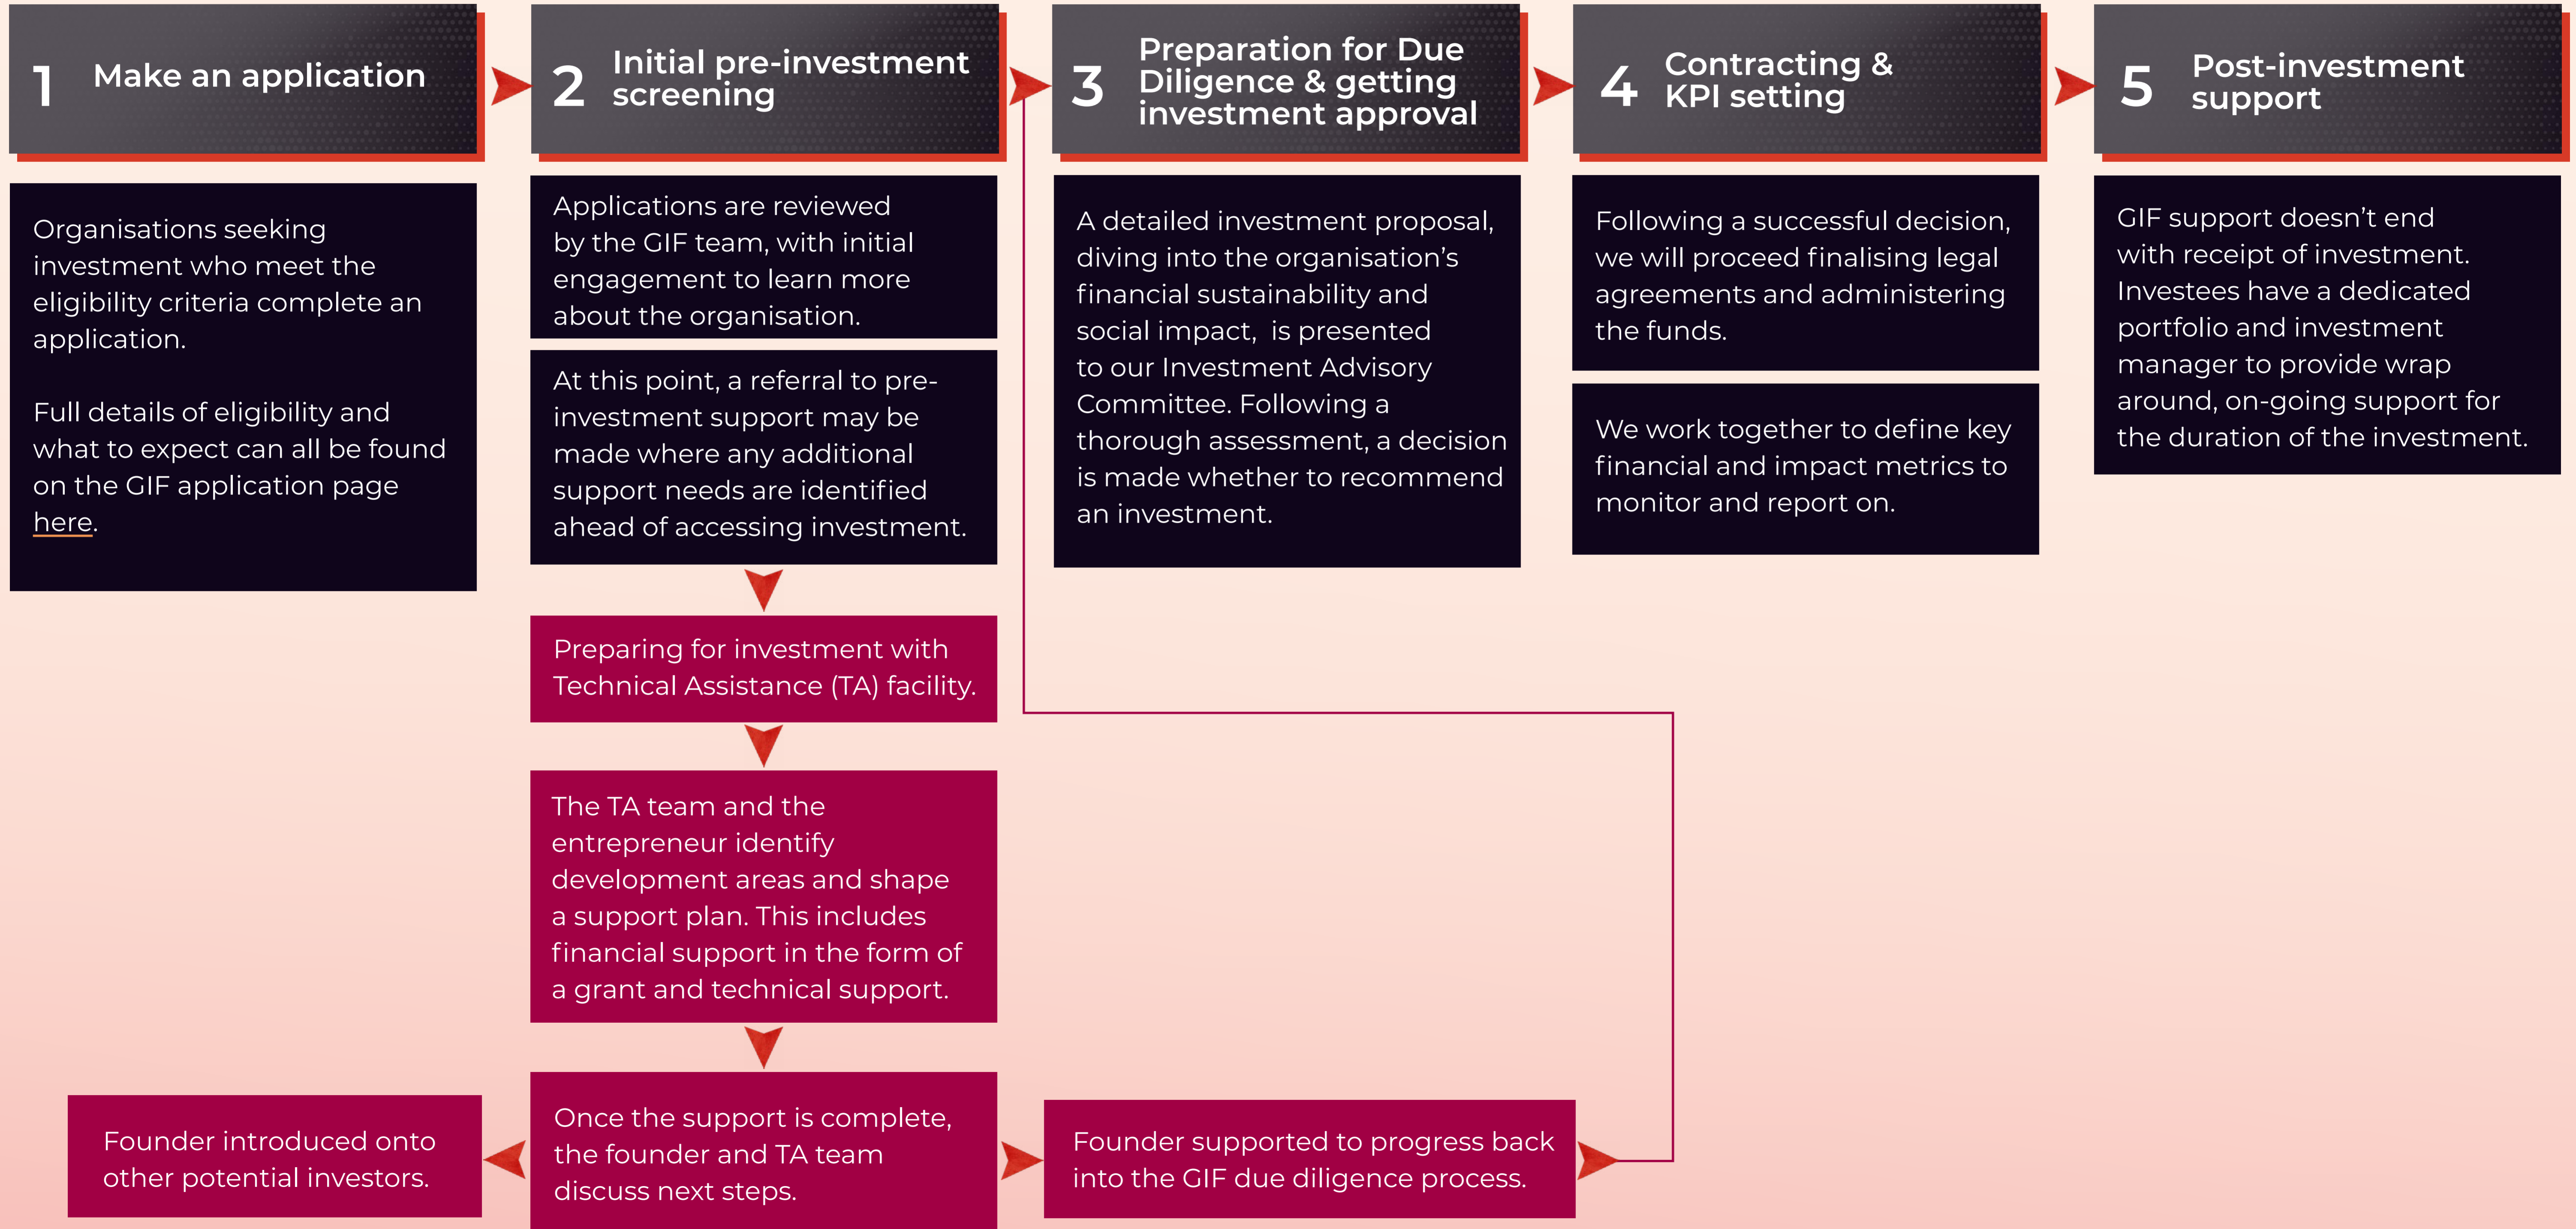 1 Make an application
Organisations seeking
investment who meet the
eligibility criteria complete an
application.
Full details of eligibility and
what to expect can all be found
on the GIF application page
here.
2 Initial pre-investment
screening
Applications are reviewed
by the GIF team, with initial
engagement to learn more
about the organisation.
At this point, a referral to pre-
investment support may be
made where any additional
support needs are identified
ahead of accessing investment.
Preparing for investment with
Technical Assistance (TA) facility.
The TA team and the
entrepreneur identify
development areas and shape
a support plan. This includes
financial support in the form of
a grant and technical support.
Once the support is complete,
the founder and TA team
discuss next steps.
Founder introduced onto
other potential investors.
Founder supported to progress back
into the GIF due diligence process.
3 Preparation for Due
Diligence & getting
investment approval
A detailed investment proposal,
diving into the organisation’s
financial sustainability and
social impact, is presented
to our Investment Advisory
Committee. Following a
thorough assessment, a decision
is made whether to recommend
an investment.
4 Contracting &
KPI setting
Following a successful decision,
we will proceed finalising legal
agreements and administering
the funds.
We work together to define key
financial and impact metrics to
monitor and report on.
5 Post-investment
support
GIF support doesn’t end
with receipt of investment.
Investees have a dedicated
portfolio and investment
manager to provide wrap
around, on-going support for
the duration of the investment.